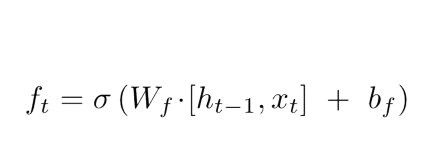 f_t = σ (W_f · [h_{t−1}, x_t] + b_f)